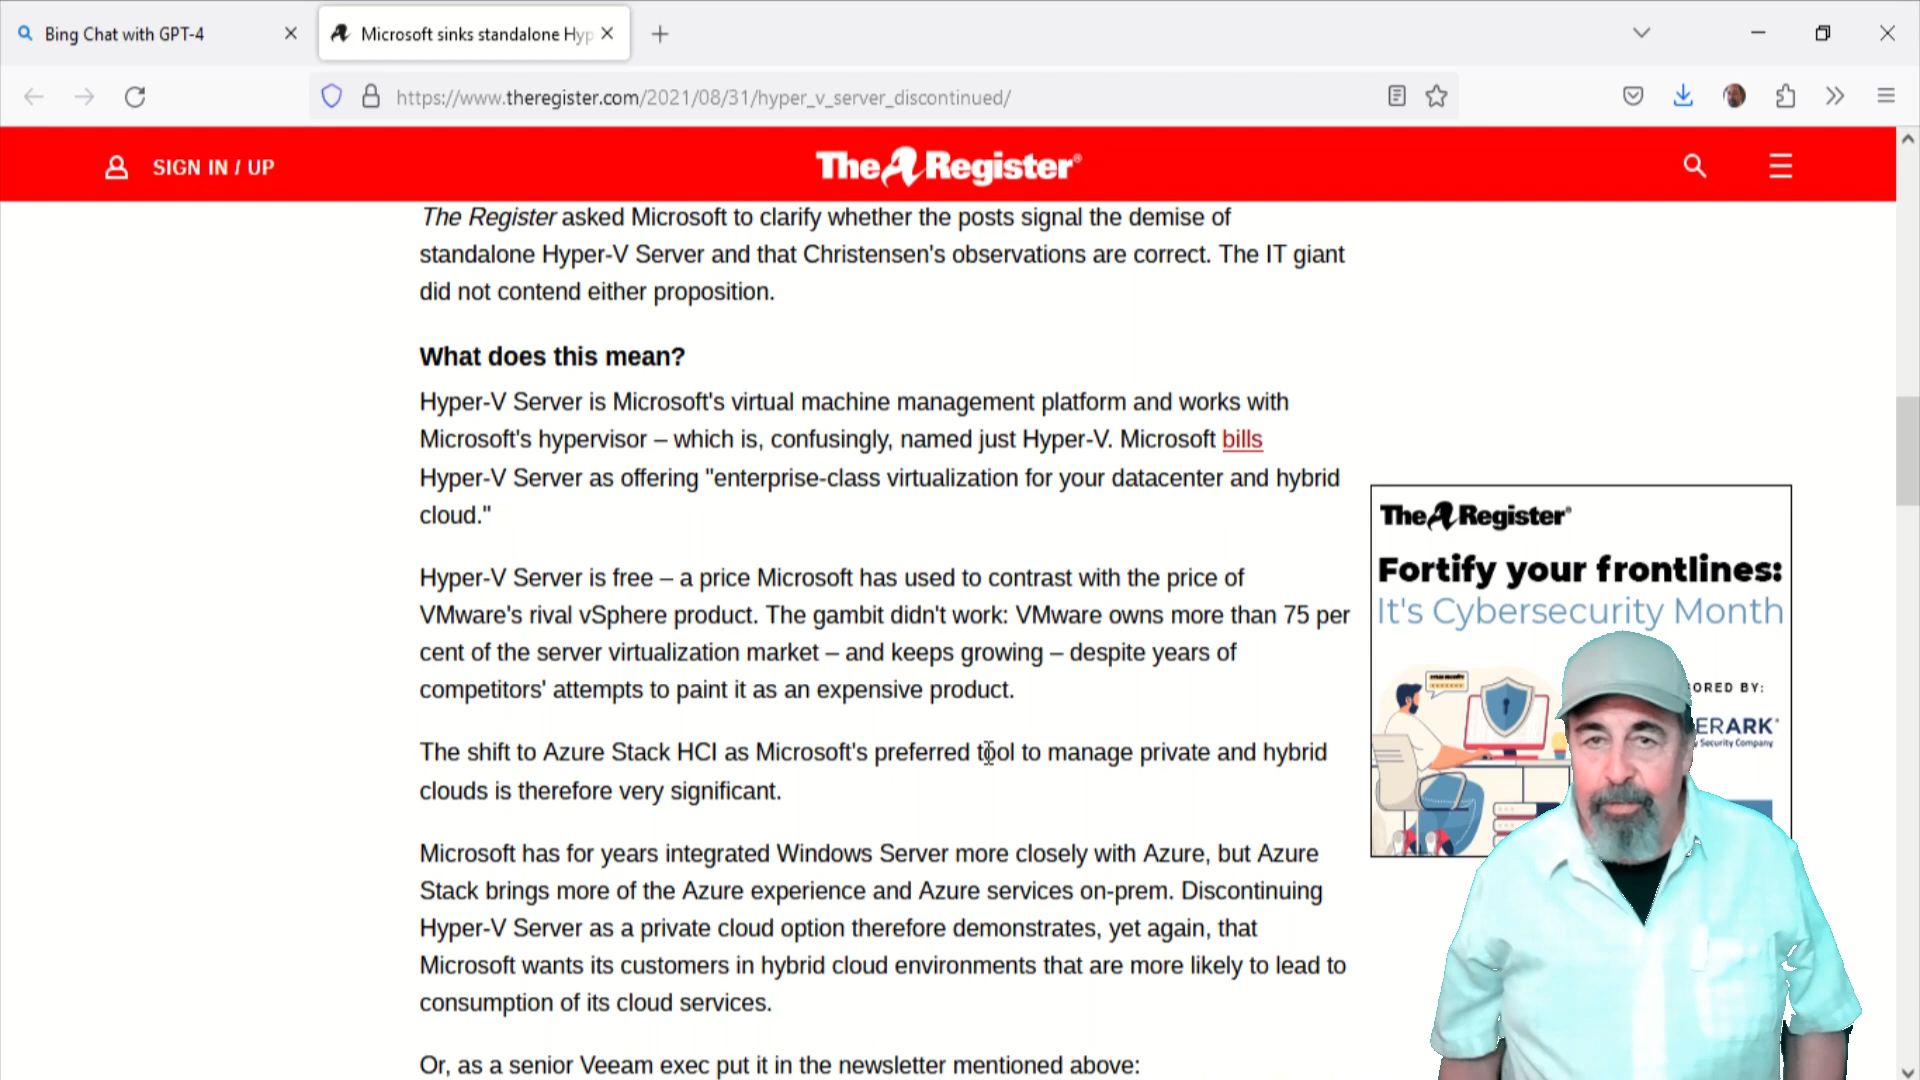 Bing Chat with GPT-4
Microsoft sinks standalone Hyp
https://www.theregister.com/2021/08/31/hyper_v_server_discontinued/
SIGN IN / UP
The Register®
The Register asked Microsoft to clarify whether the posts signal the demise of
standalone Hyper-V Server and that Christensen's observations are correct. The IT giant
did not contend either proposition.
What does this mean?
Hyper-V Server is Microsoft's virtual machine management platform and works with
Microsoft's hypervisor – which is, confusingly, named just Hyper-V. Microsoft bills
Hyper-V Server as offering "enterprise-class virtualization for your datacenter and hybrid
cloud."
Hyper-V Server is free – a price Microsoft has used to contrast with the price of
VMware's rival vSphere product. The gambit didn't work: VMware owns more than 75 per
cent of the server virtualization market – and keeps growing – despite years of
competitors' attempts to paint it as an expensive product.
The shift to Azure Stack HCI as Microsoft's preferred tool to manage private and hybrid
clouds is therefore very significant.
Microsoft has for years integrated Windows Server more closely with Azure, but Azure
Stack brings more of the Azure experience and Azure services on-prem. Discontinuing
Hyper-V Server as a private cloud option therefore demonstrates, yet again, that
Microsoft wants its customers in hybrid cloud environments that are more likely to lead to
consumption of its cloud services.
Or, as a senior Veeam exec put it in the newsletter mentioned above:
The Register®
Fortify your frontlines:
It's Cybersecurity Month
ORED BY:
ERARK®
Security Company